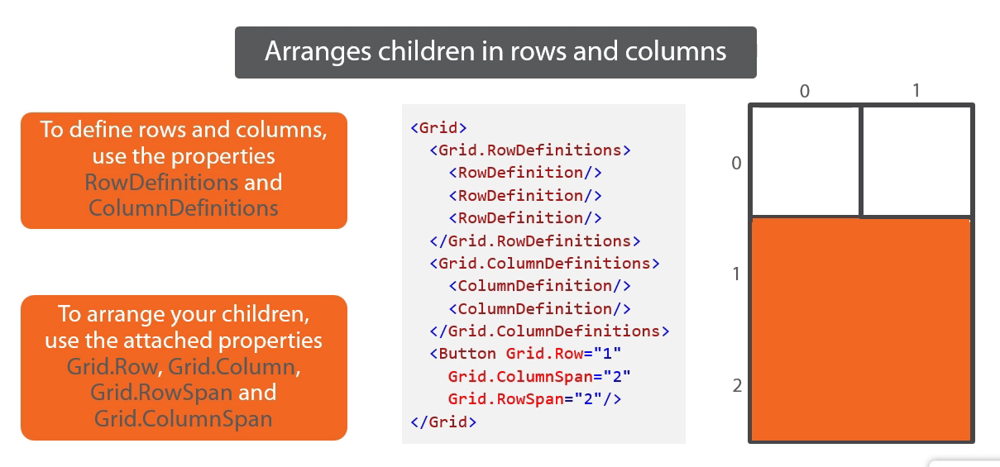 Arranges children in rows and columns
To define rows and columns,
use the properties
RowDefinitions and
ColumnDefinitions
To arrange your children,
use the attached properties
Grid.Row, Grid.Column,
Grid.RowSpan and
Grid.ColumnSpan
<Grid>
<Grid.RowDefinitions>
<RowDefinition/>
<RowDefinition/>
<RowDefinition/>
</Grid.RowDefinitions>
<Grid.ColumnDefinitions>
<ColumnDefinition/>
<ColumnDefinition/>
</Grid.ColumnDefinitions>
<Button Grid.Row="1"
Grid.ColumnSpan="2"
Grid.RowSpan="2"/>
</Grid>
0 1
0
1
2